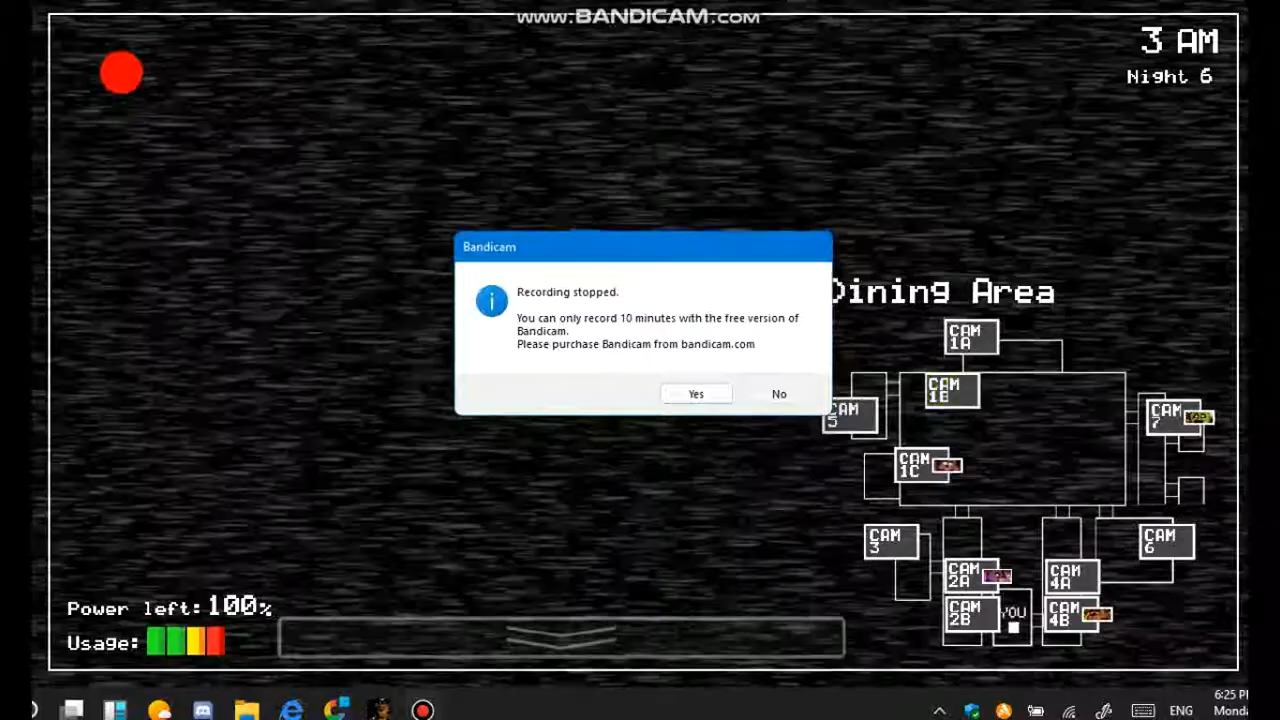 www.BANDICAM.com
3 AM
Night 6
Bandicam
Recording stopped.
You can only record 10 minutes with the free version of
Bandicam.
Please purchase Bandicam from bandicam.com
Yes
No
Dining Area
CAM
1A
CAM
1B
CAM
5
CAM
7
CAM
1C
CAM
3
CAM
6
CAM
2A
CAM
4A
CAM
2B
YOU
CAM
4B
Power left: 100%
Usage:
6:25
ENG